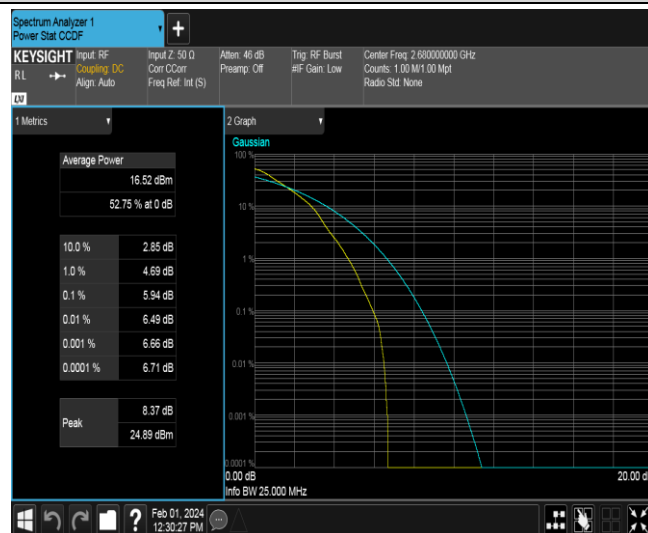 Spectrum Analyzer 1
Power Stat CCDF
KEYSIGHT
RL
LXI
Input: RF
Coupling: DC
Align: Auto
Input Z: 50 Ω
Corr CCorr
Freq Ref: Int (S)
Atten: 46 dB
Preamp: Off
Trig: RF Burst
#IF Gain: Low
Center Freq: 2.680000000 GHz
Counts: 1.00 M/1.00 Mpt
Radio Std: None
1 Metrics
Average Power
16.52 dBm
52.75 % at 0 dB
10.0 % 2.85 dB
1.0 % 4.69 dB
0.1 % 5.94 dB
0.01 % 6.49 dB
0.001 % 6.66 dB
0.0001 % 6.71 dB
Peak
8.37 dB
24.89 dBm
2 Graph
Gaussian
100 %
10 %
1 %
0.1 %
0.01 %
0.001 %
0.0001 %
0.00 dB
20.00 d
Info BW 25.000 MHz
?
Feb 01, 2024
12:30:27 PM